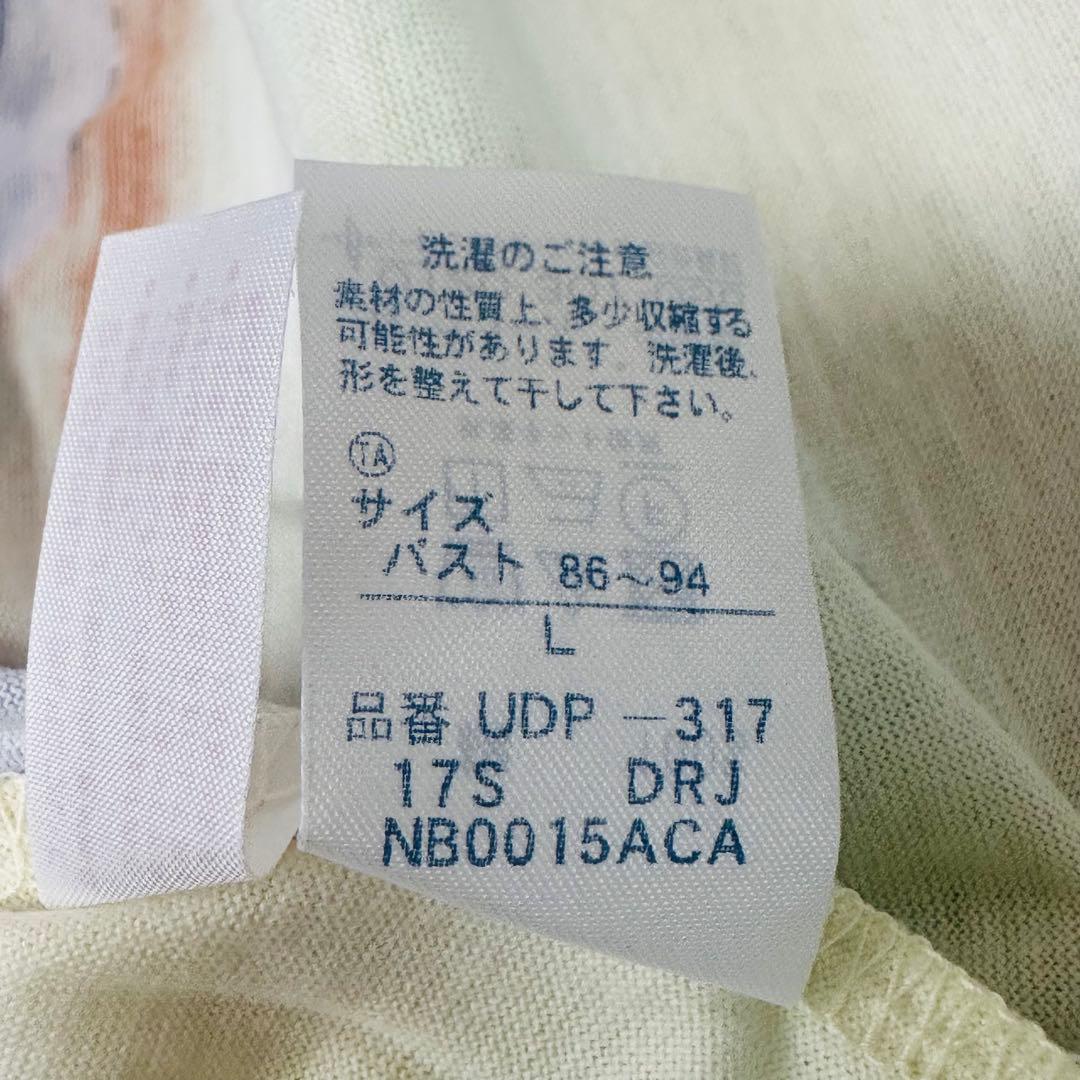 洗濯のご注意
素材の性質上、多少収縮する
可能性があります。洗濯後、
形を整えて干して下さい。
TA
サイズ
バスト 86～94
L
品番 UDP－317
17S DRJ
NB0015ACA